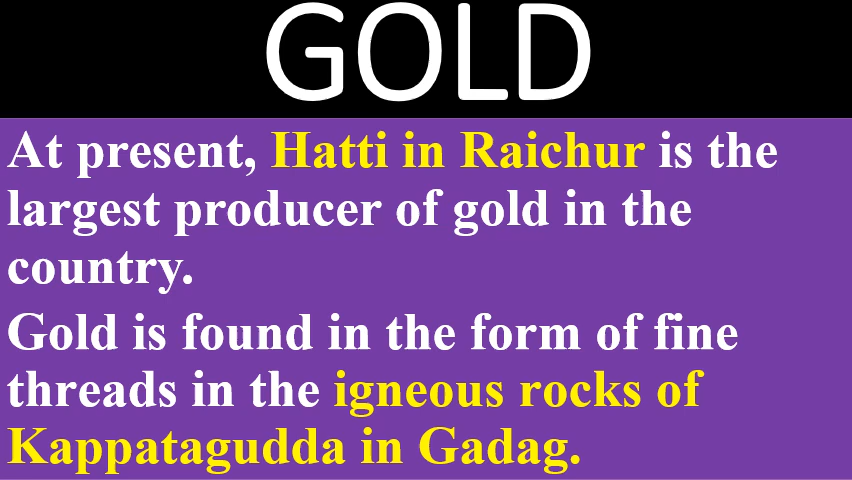 GOLD
At present, Hatti in Raichur is the
largest producer of gold in the
country.
Gold is found in the form of fine
threads in the igneous rocks of
Kappatagudda in Gadag.